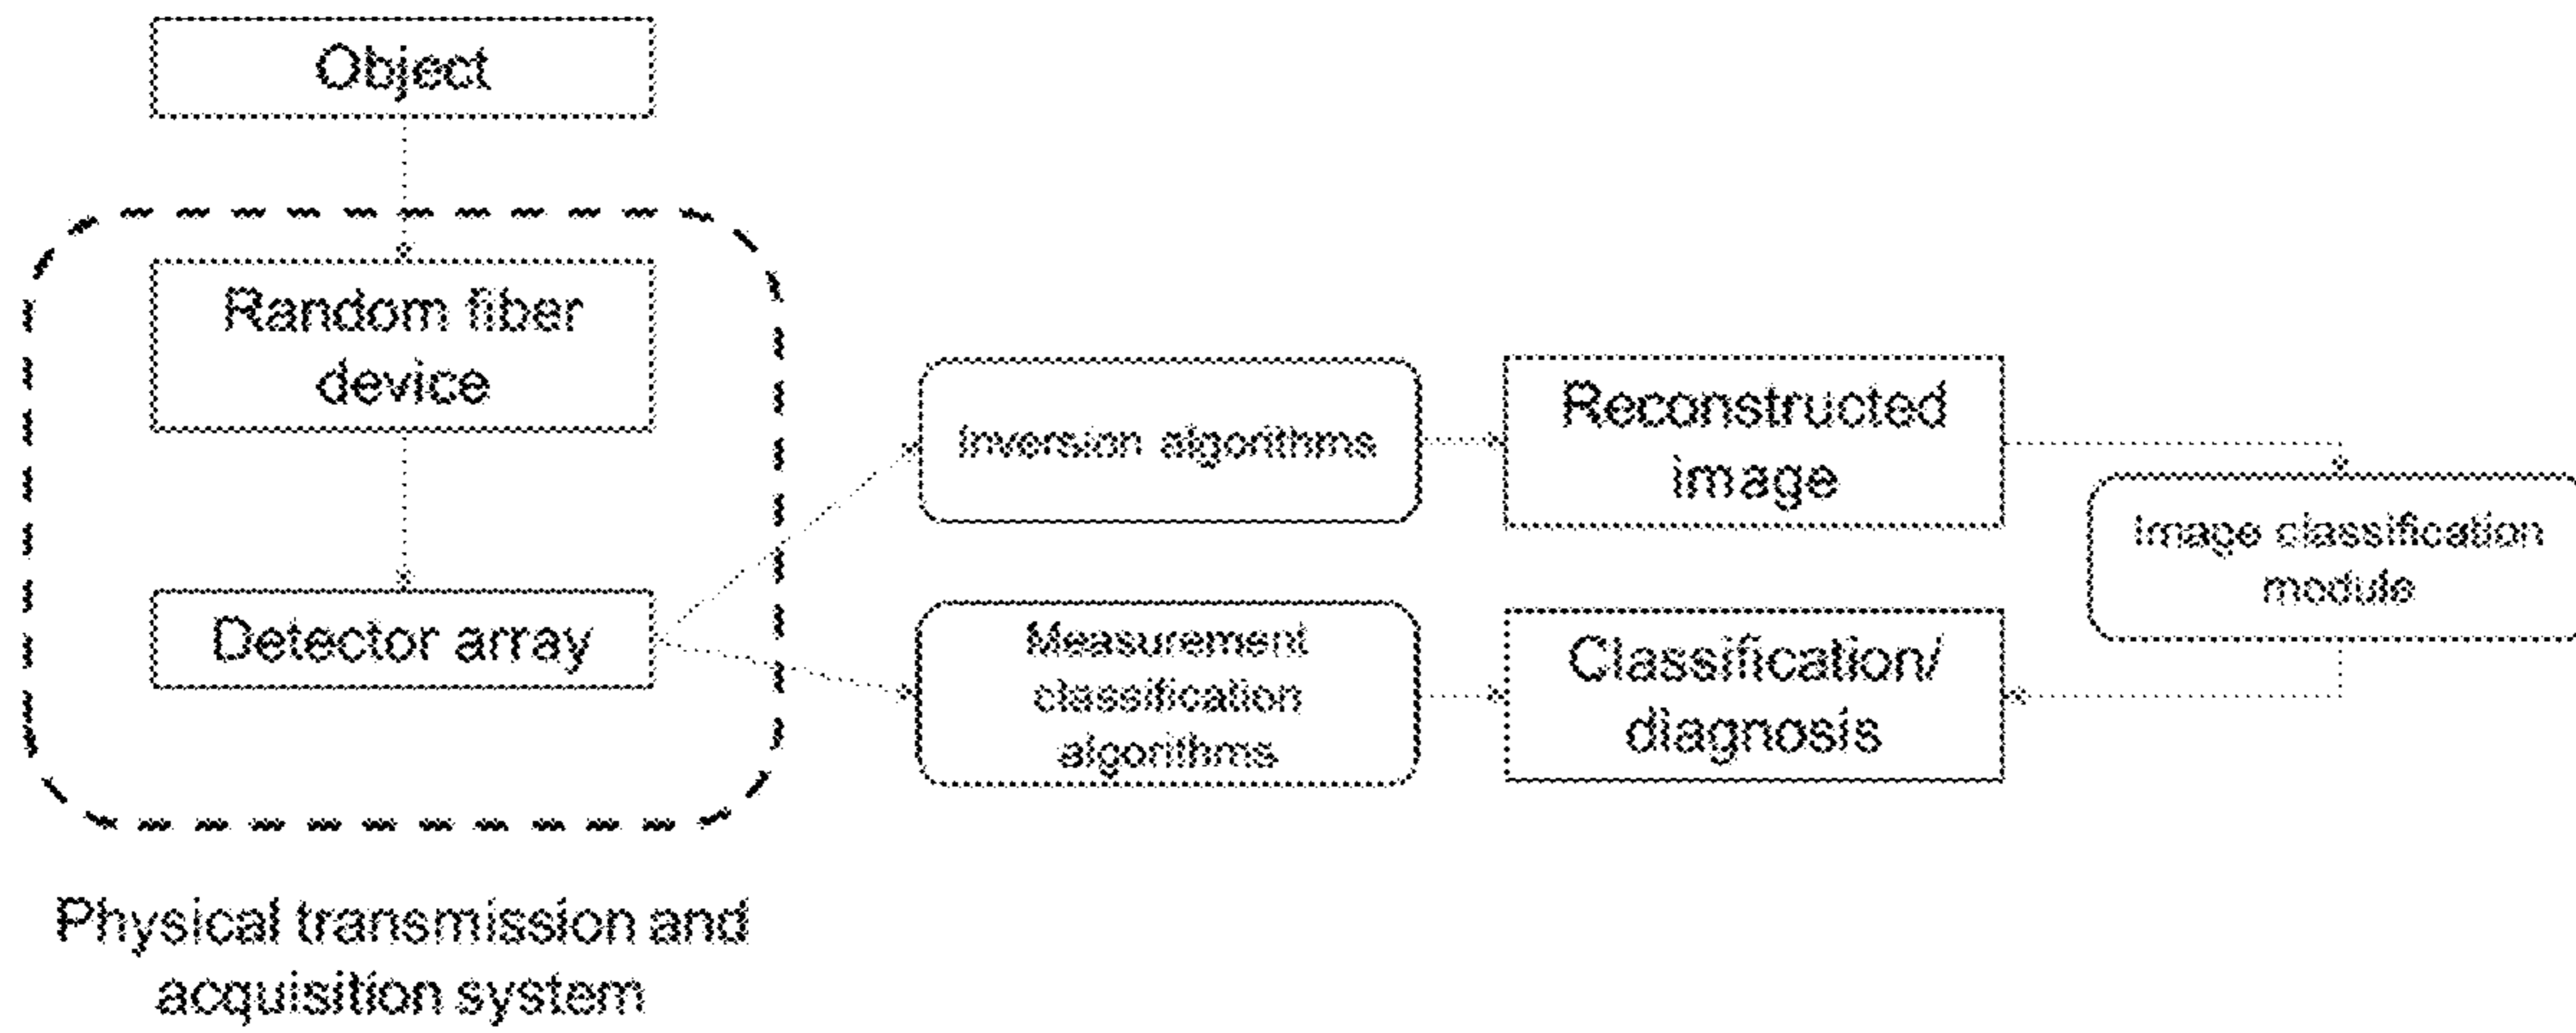 Object
Random fiber
device
Detector array
Physical transmission and
acquisition system
Inversion algorithms
Measurement
classification
algorithms
Reconstructed
image
Classification/
diagnosis
Image classification
module